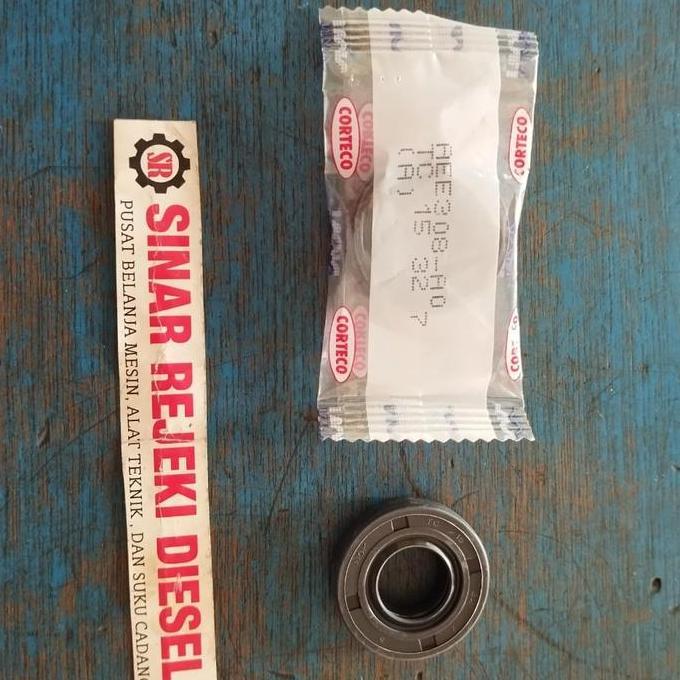 SR
SINAR REJEKI DIESEL
PUSAT BELANJA MESIN, ALAT TEKNIK, DAN SUKU CADANG
CORTECO
CORTECO
CORTECO
CORTECO
AEE308-A0
TC 15 32 7
(A)